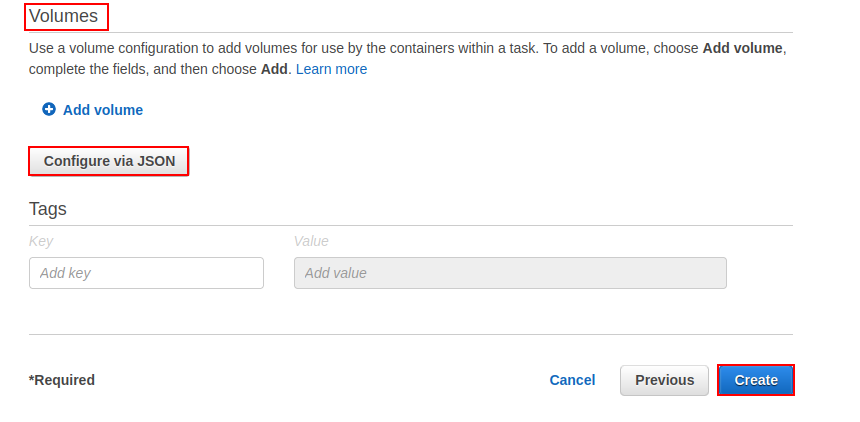 Volumes
Use a volume configuration to add volumes for use by the containers within a task. To add a volume, choose Add volume,
complete the fields, and then choose Add. Learn more
Add volume
Configure via JSON
Tags
Key Value
Add key Add value
*Required Cancel Previous Create